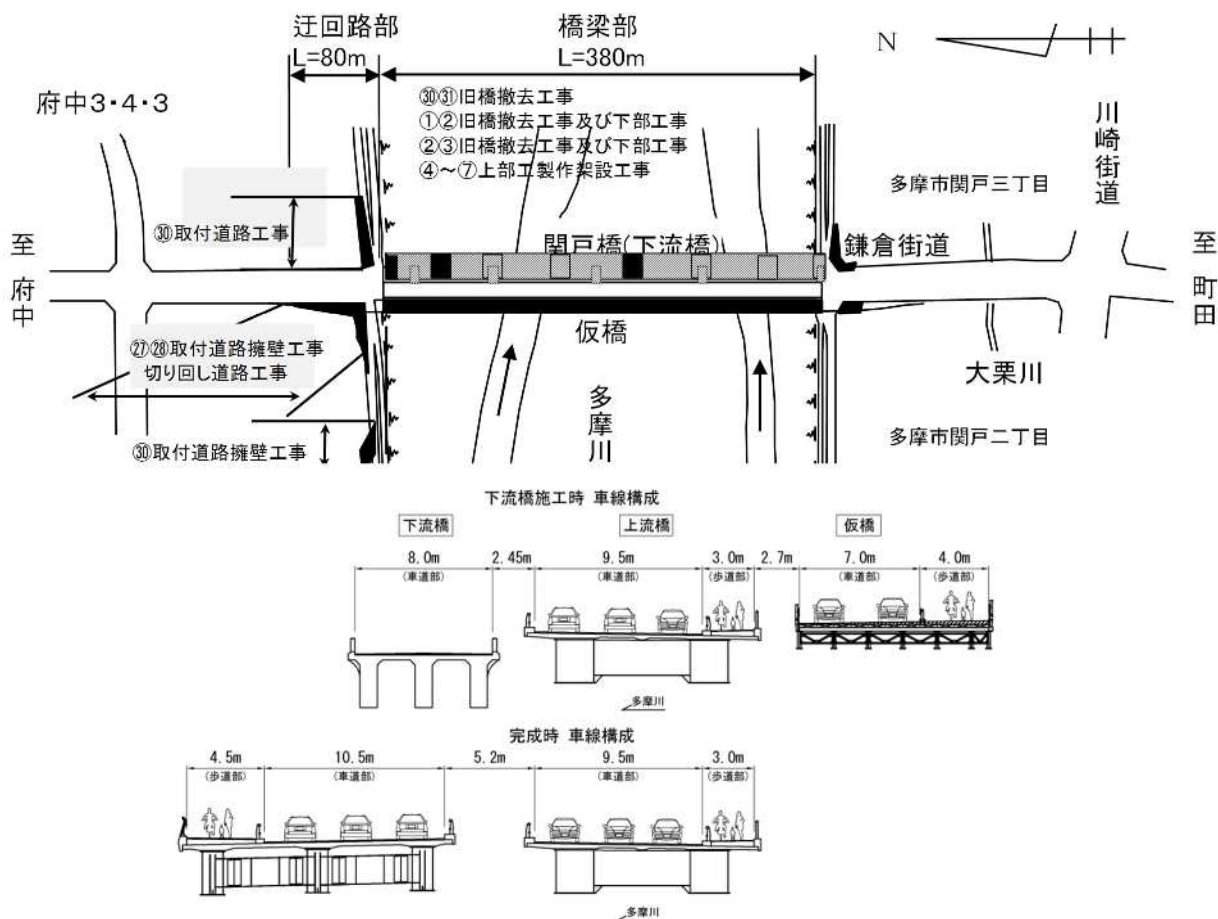 迂回路部
L=80m
橋梁部
L=380m
N
府中3・4・3
㉚㉛旧橋撤去工事
①②旧橋撤去工事及び下部工事
②③旧橋撤去工事及び下部工事
④～⑦上部工製作架設工事
川崎街道
多摩市関戸三丁目
㉚取付道路工事
至府中
関戸橋(下流橋)
鎌倉街道
至町田
仮橋
㉗㉘取付道路擁壁工事
切り回し道路工事
大栗川
多摩川
㉚取付道路擁壁工事
多摩市関戸二丁目
下流橋施工時 車線構成
下流橋
上流橋
仮橋
8.0m
(車道部)
2.45m
9.5m
(車道部)
3.0m
(歩道部)
2.7m
7.0m
(車道部)
4.0m
(歩道部)
多摩川
完成時 車線構成
4.5m
(歩道部)
10.5m
(車道部)
5.2m
9.5m
(車道部)
3.0m
(歩道部)
多摩川